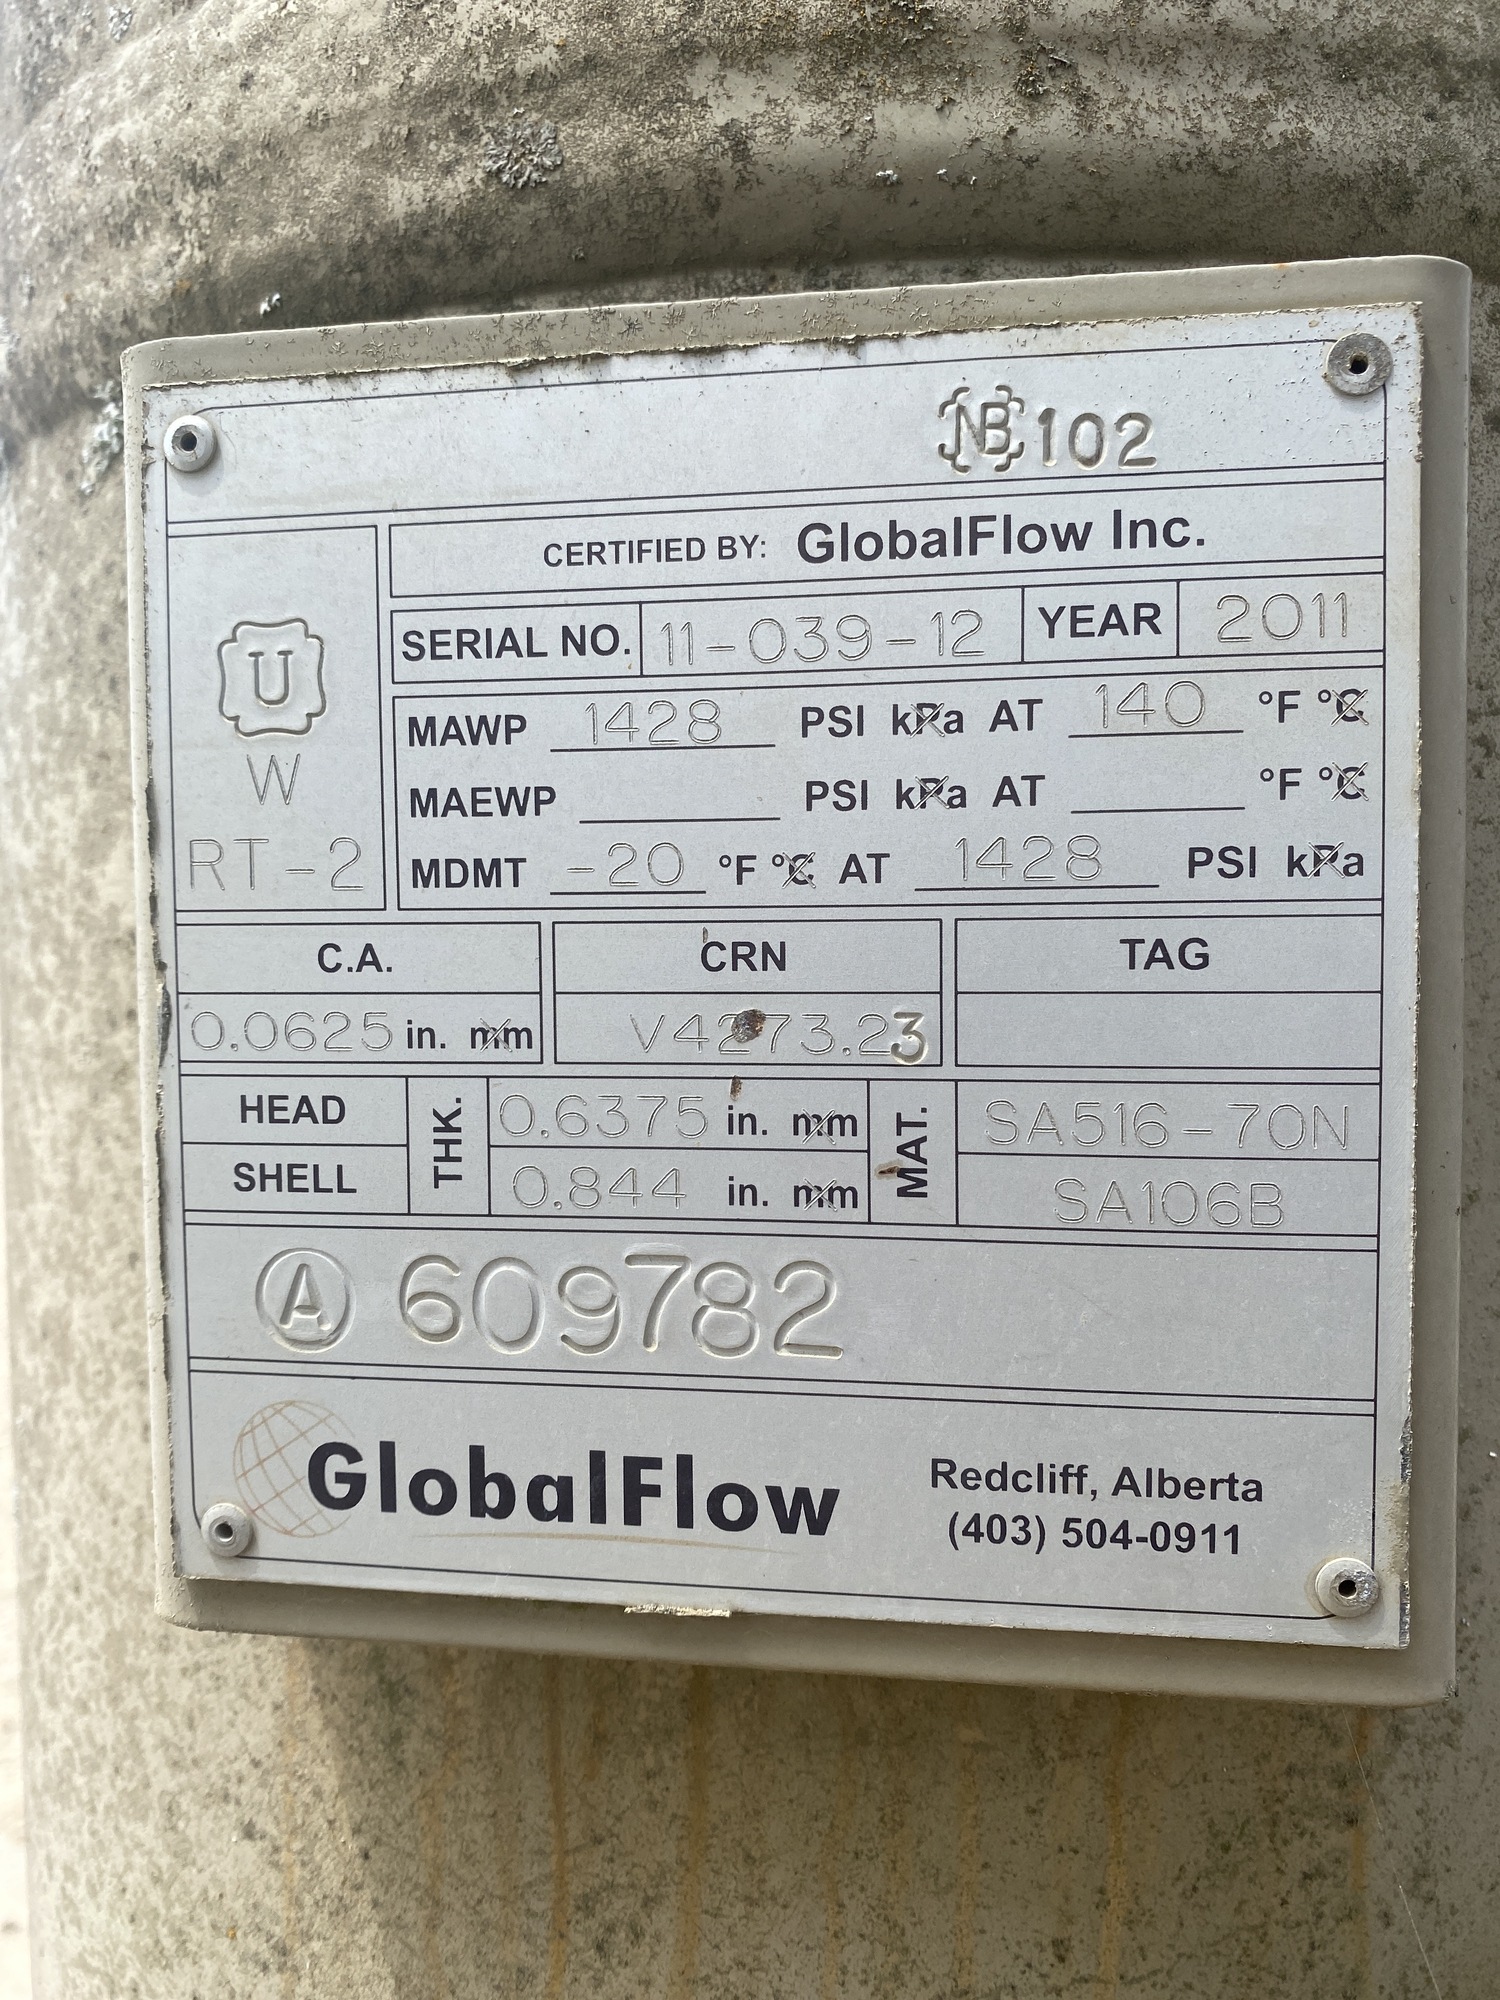 NB 102
CERTIFIED BY: GlobalFlow Inc.
SERIAL NO. 11-039-12 YEAR 2011
U
W
RT-2
MAWP 1428 PSI kPa AT 140 °F °C
MAEWP PSI kPa AT °F °C
MDMT -20 °F °C AT 1428 PSI kPa
C.A. CRN TAG
0.0625 in. mm V4273.23
HEAD THK. 0.6375 in. mm MAT. SA516-70N
SHELL 0.844 in. mm SA106B
A 609782
GlobalFlow
Redcliff, Alberta
(403) 504-0911